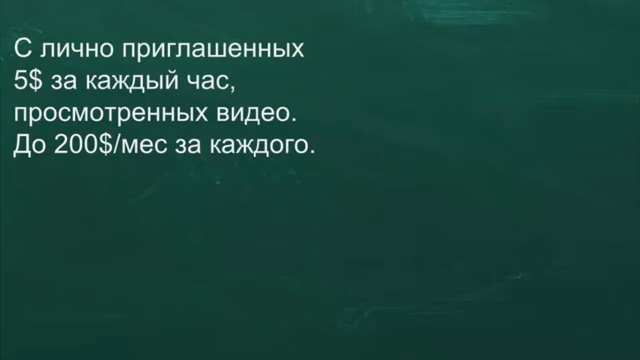 С лично приглашенных
5$ за каждый час,
просмотренных видео.
До 200$/мес за каждого.